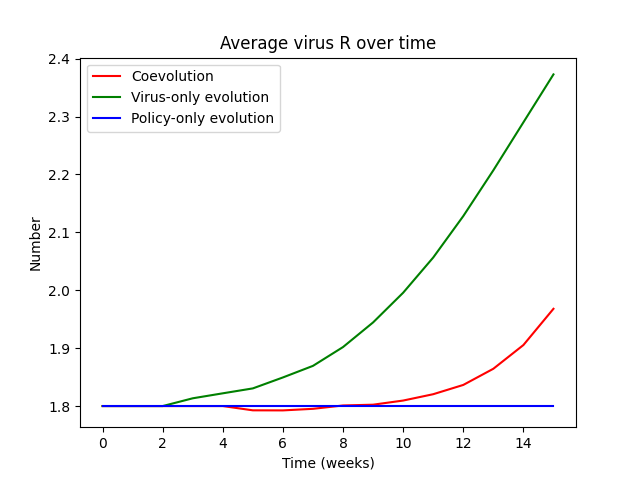 Average virus R over time
Coevolution
Virus-only evolution
Policy-only evolution
Number
2.4
2.3
2.2
2.1
2.0
1.9
1.8
0 2 4 6 8 10 12 14
Time (weeks)